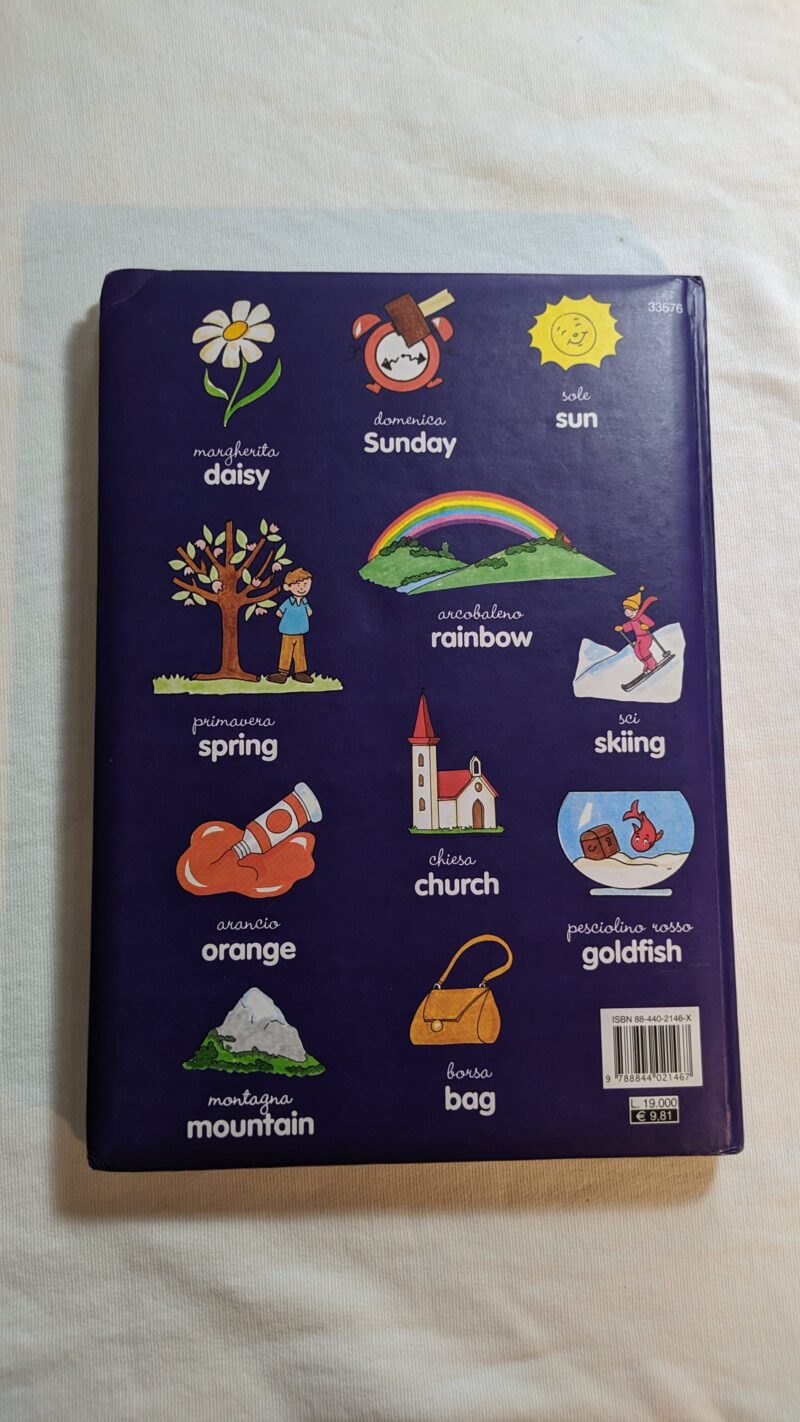 33576
margherita
daisy
domenica
Sunday
sole
sun
arcobaleno
rainbow
primavera
spring
sci
skiing
chiesa
church
arancio
orange
pesciolino rosso
goldfish
montagna
mountain
borsa
bag
ISBN 88-440-2146-X
9 788844 021467
L. 19.000
€ 9.81